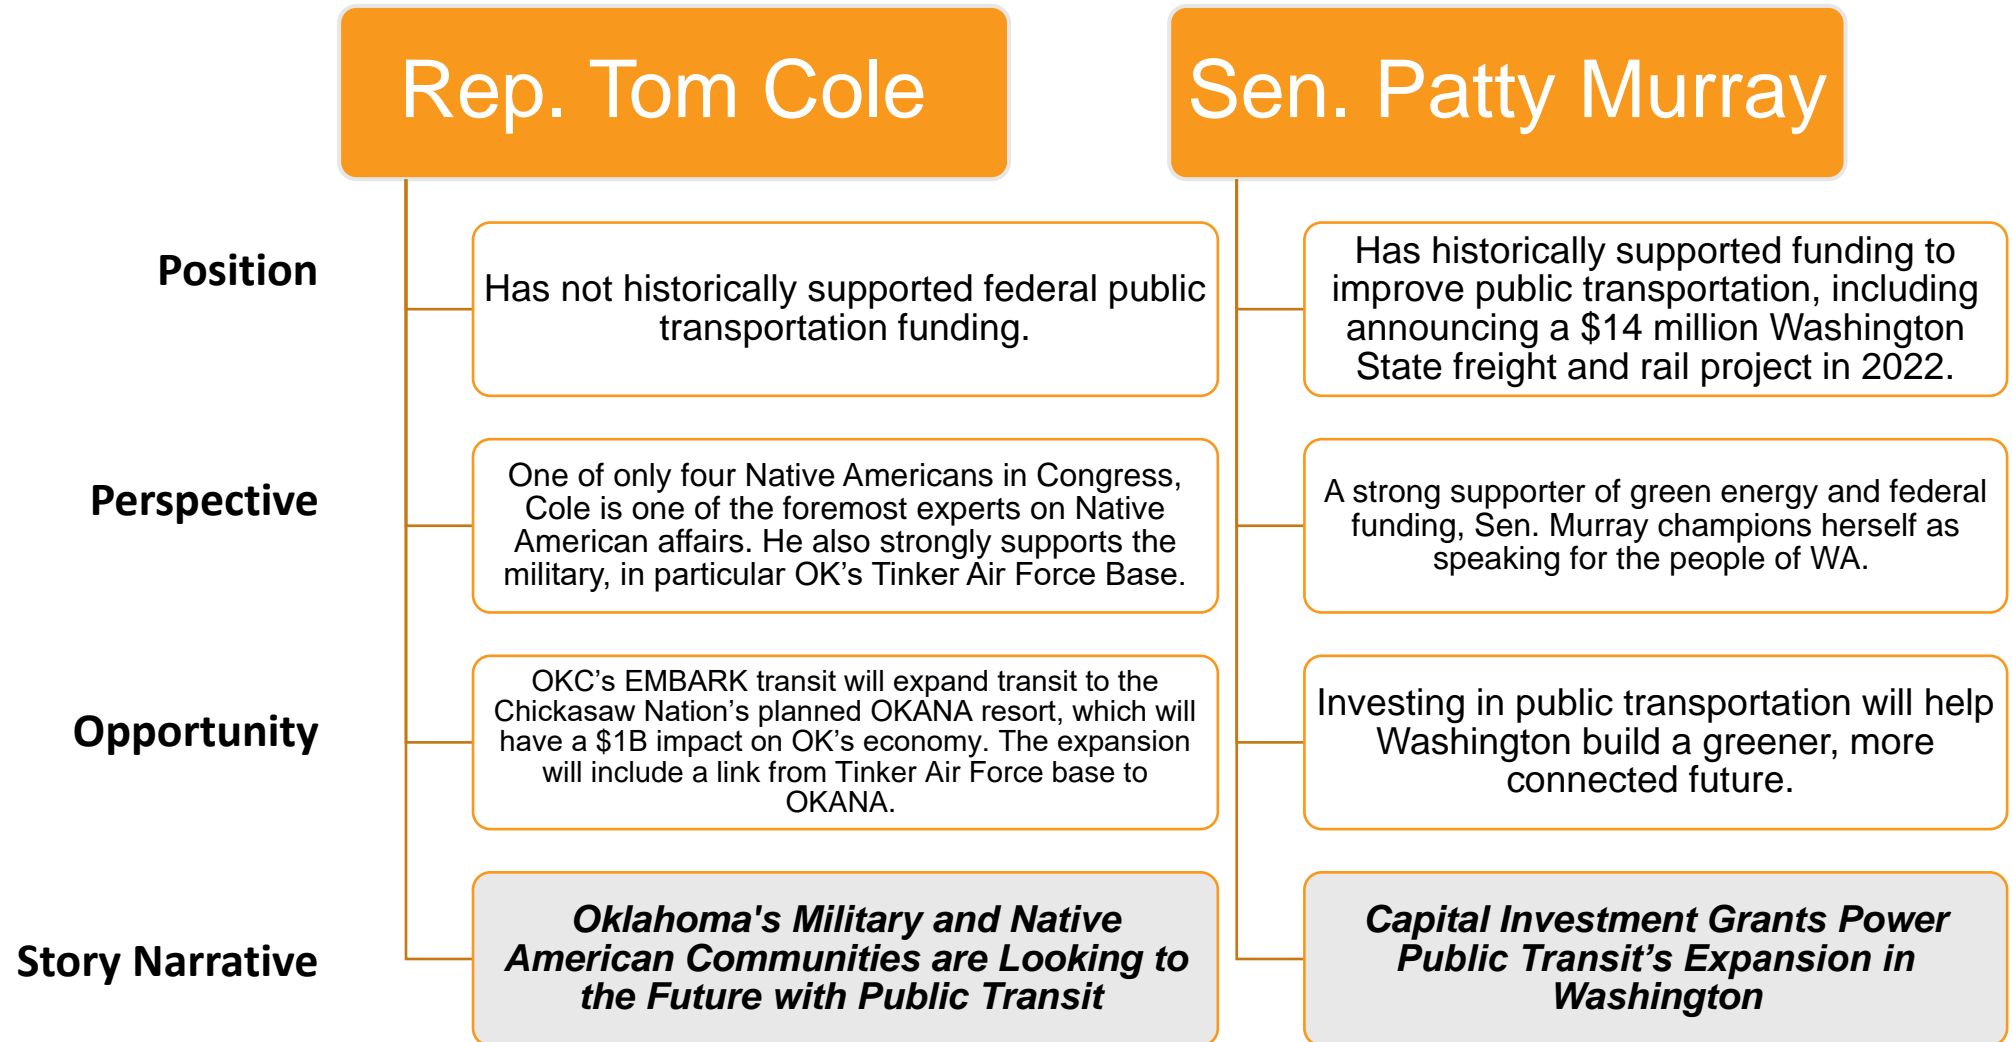 Rep. Tom Cole
Sen. Patty Murray
Position
Has not historically supported federal public
transportation funding.
Has historically supported funding to
improve public transportation, including
announcing a $14 million Washington
State freight and rail project in 2022.
Perspective
One of only four Native Americans in Congress,
Cole is one of the foremost experts on Native
American affairs. He also strongly supports the
military, in particular OK’s Tinker Air Force Base.
A strong supporter of green energy and federal
funding, Sen. Murray champions herself as
speaking for the people of WA.
Opportunity
OKC’s EMBARK transit will expand transit to the
Chickasaw Nation’s planned OKANA resort, which will
have a $1B impact on OK’s economy. The expansion
will include a link from Tinker Air Force base to
OKANA.
Investing in public transportation will help
Washington build a greener, more
connected future.
Story Narrative
Oklahoma's Military and Native
American Communities are Looking to
the Future with Public Transit
Capital Investment Grants Power
Public Transit’s Expansion in
Washington